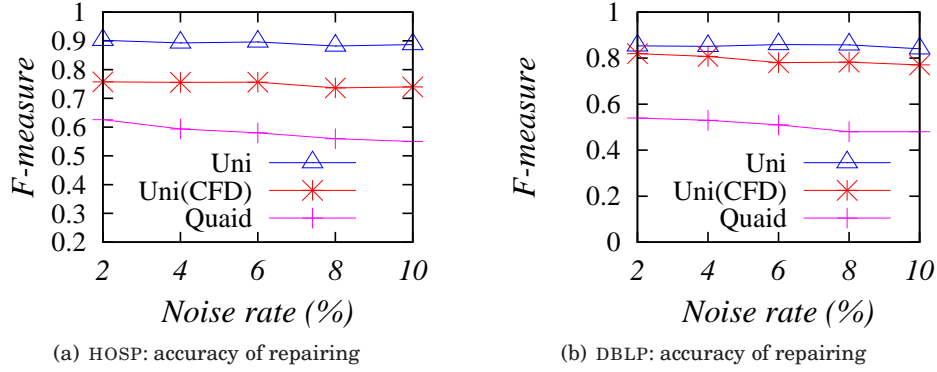 1
0.9
0.8
0.7
0.6
0.5
0.4
0.3
0.2
F-measure
Uni
Uni(CFD)
Quaid
2 4 6 8 10
Noise rate (%)
(a) HOSP: accuracy of repairing
1
0.8
0.6
0.4
0.2
0
F-measure
Uni
Uni(CFD)
Quaid
2 4 6 8 10
Noise rate (%)
(b) DBLP: accuracy of repairing